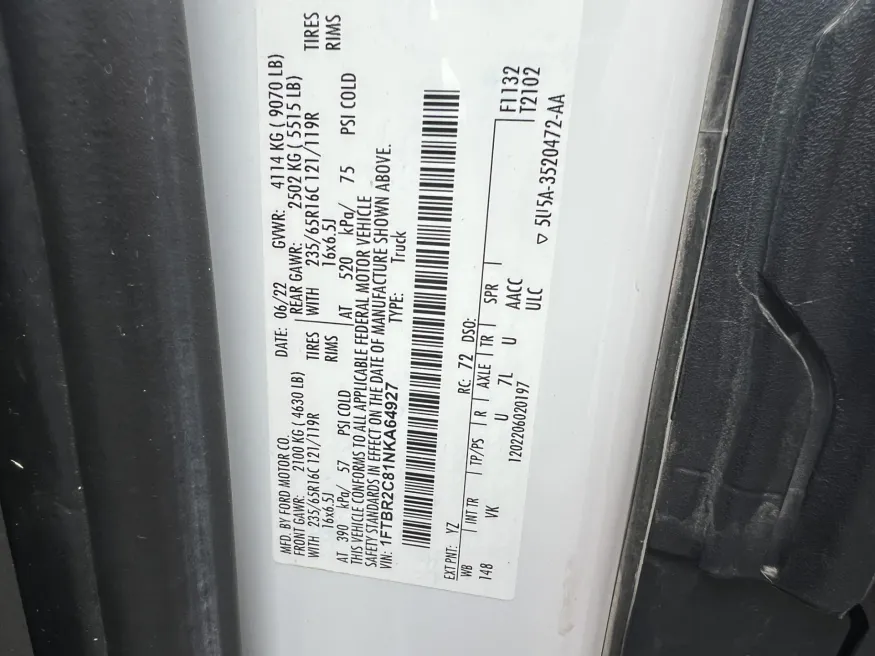 MFD. BY FORD MOTOR CO. DATE: 06/22 GVWR: 4114 KG ( 9070 LB)
FRONT GAWR: 2100 KG ( 4630 LB) REAR GAWR: 2502 KG ( 5515 LB)
WITH 235/65R16C 121/119R TIRES WITH 235/65R16C 121/119R TIRES
16x6.5J RIMS 16x6.5J RIMS
AT 390 kPa/ 57 PSI COLD AT 520 kPa/ 75 PSI COLD
THIS VEHICLE CONFORMS TO ALL APPLICABLE FEDERAL MOTOR VEHICLE
SAFETY STANDARDS IN EFFECT ON THE DATE OF MANUFACTURE SHOWN ABOVE.
VIN: 1FTBR2C81NKA64927 TYPE: Truck
EXT PNT: YZ RC: 72 DSO:
WB INT TR TP/PS R AXLE TR SPR F1132
148 VK U 7L U AACC T2102
1202206020197 ULC
▽ 5U5A-3520472-AA